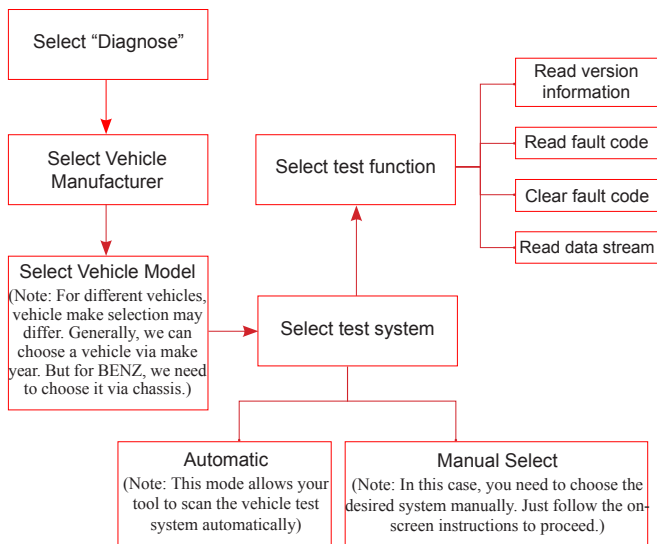 Select “Diagnose”
Select Vehicle
Manufacturer
Select Vehicle Model
(Note: For different vehicles,
vehicle make selection may
differ. Generally, we can
choose a vehicle via make
year. But for BENZ, we need
to choose it via chassis.)
Select test system
Select test function
Read version
information
Read fault code
Clear fault code
Read data stream
Automatic
(Note: This mode allows your
tool to scan the vehicle test
system automatically)
Manual Select
(Note: In this case, you need to choose the
desired system manually. Just follow the on-
screen instructions to proceed.)